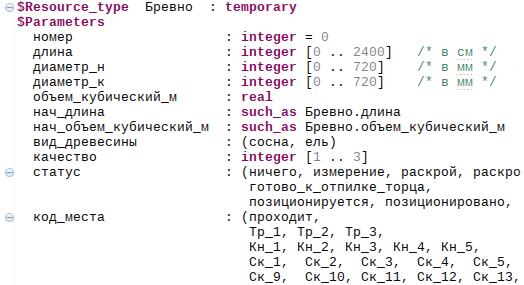 $Resource_type  Бревно  : temporary
$Parameters
номер : integer = 0
длина : integer [0 .. 2400] /* в см */
диаметр_н : integer [0 .. 720] /* в мм */
диаметр_к : integer [0 .. 720] /* в мм */
объем_кубический_м : real
нач_длина : such_as Бревно.длина
нач_объем_кубический_м : such_as Бревно.объем_кубический_м
вид_древесины : (сосна, ель)
качество : integer [1 .. 3]
статус : (ничего, измерение, раскрой, раскро
готово_к_отпилке_торца,
позиционируется, позиционировано,
код_места : (проходит,
Тр_1, Тр_2, Тр_3,
Кн_1, Кн_2, Кн_3, Кн_4, Кн_5,
Ск_1, Ск_2, Ск_3, Ск_4, Ск_5,
Ск_9, Ск_10, Ск_11, Ск_12, Ск_13,